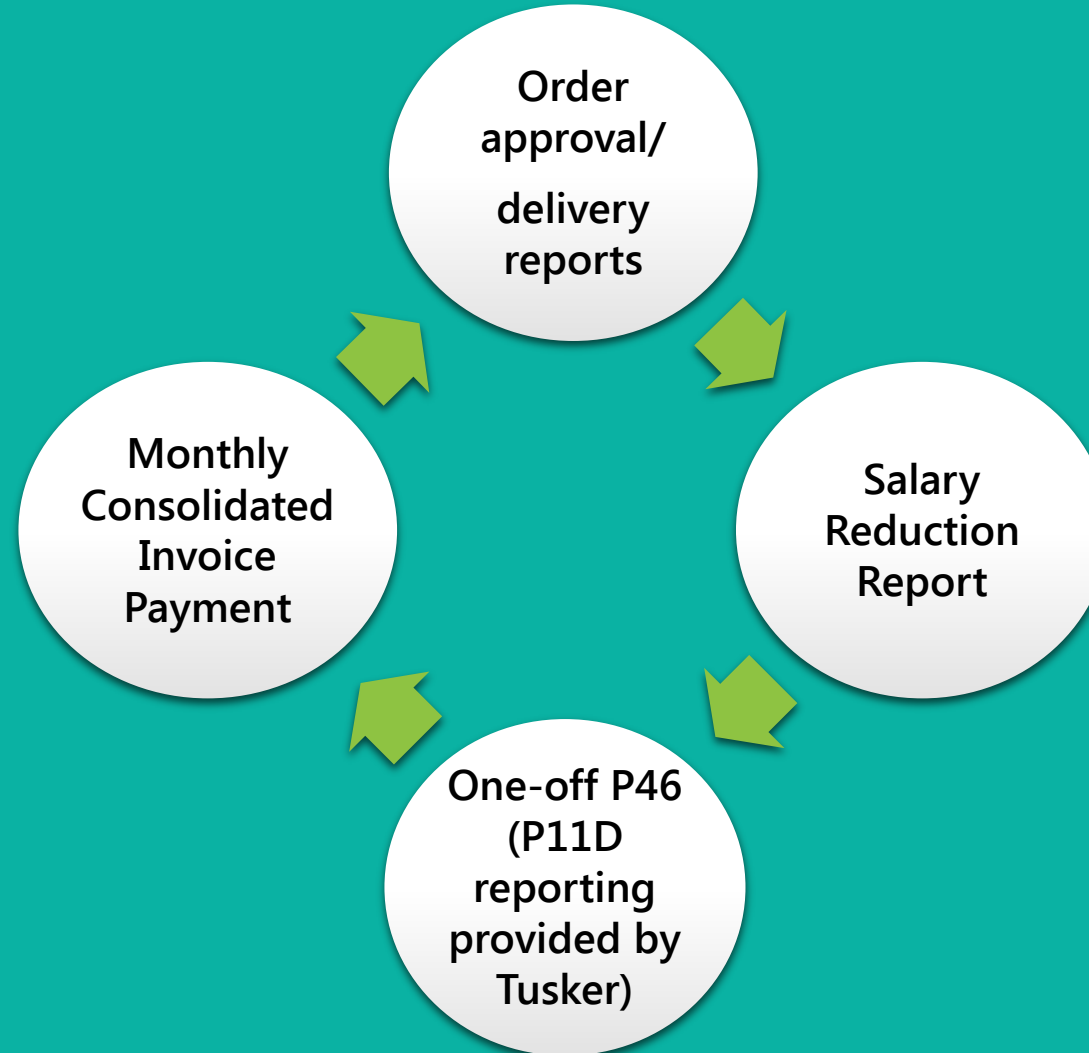 Order
approval/
delivery
reports
Salary
Reduction
Report
One-off P46
(P11D
reporting
provided by
Tusker)
Monthly
Consolidated
Invoice
Payment